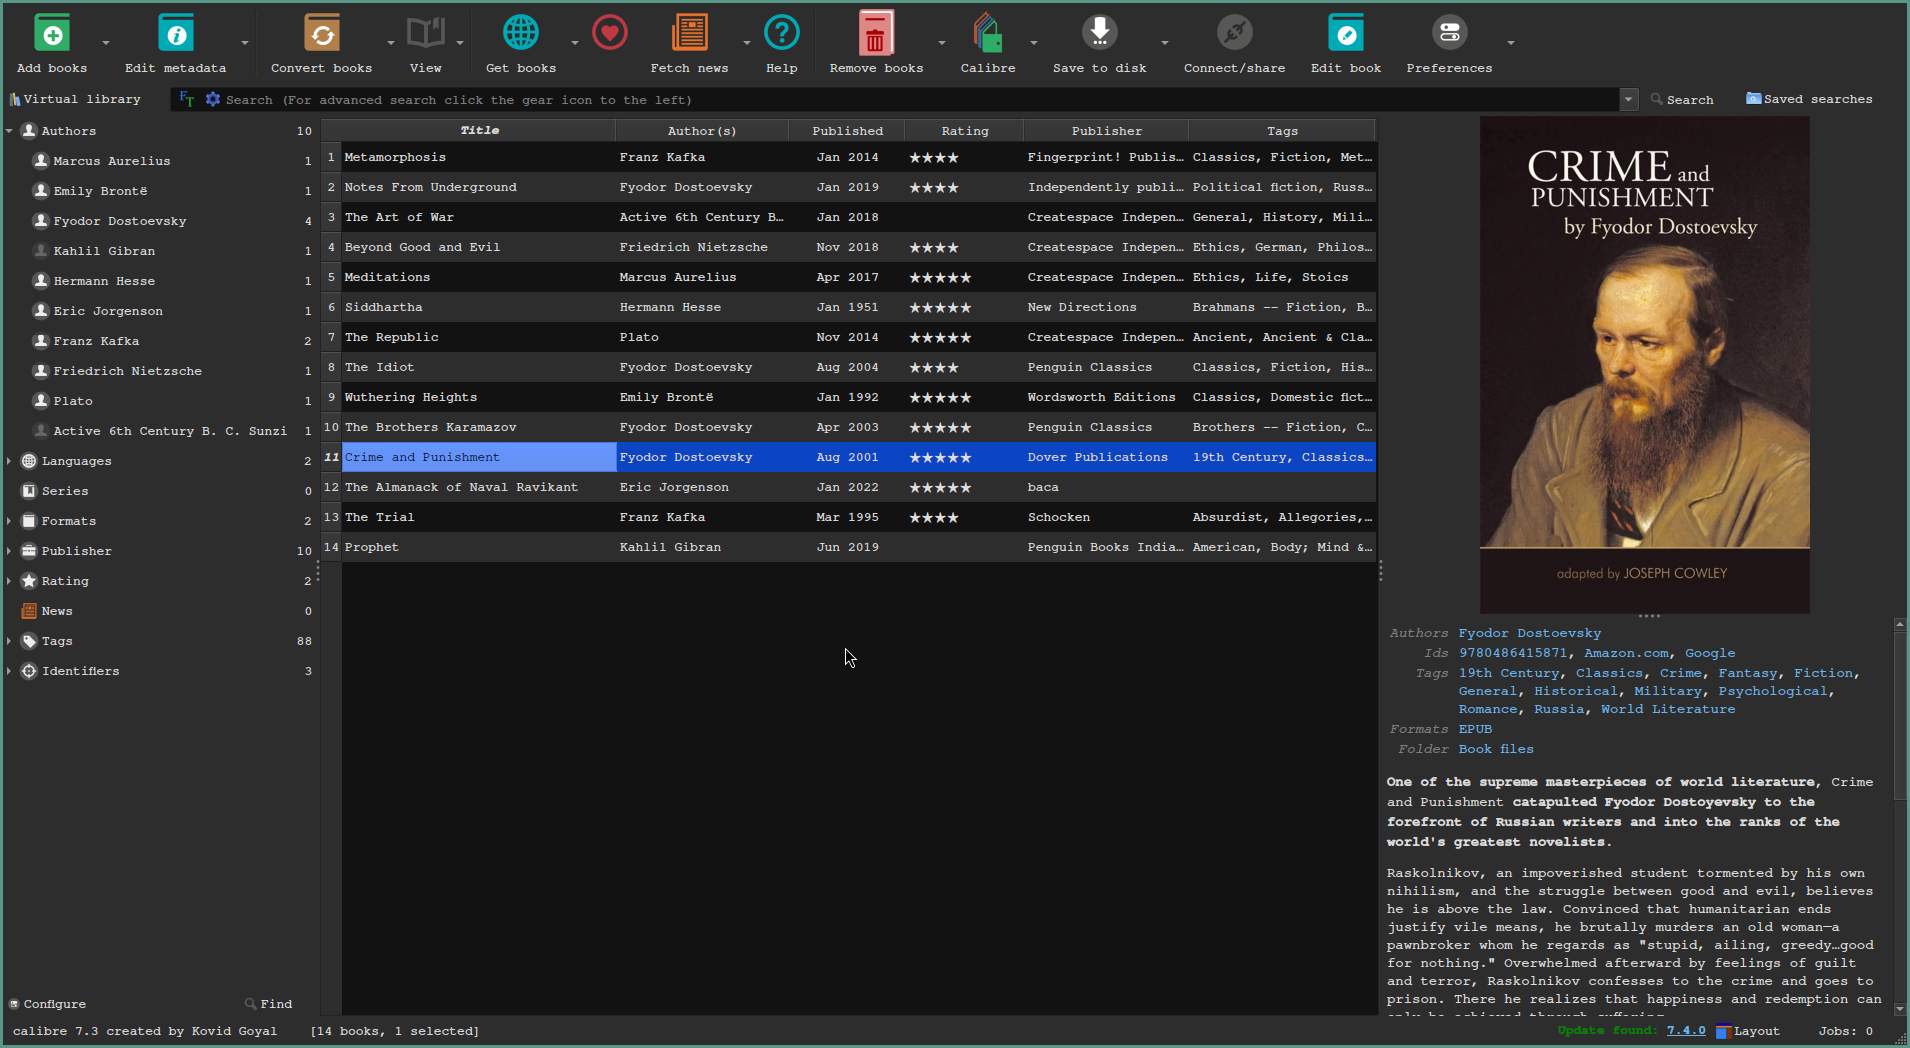 Add books
Edit metadata
Convert books
View
Get books
Fetch news
Help
Remove books
Calibre
Save to disk
Connect/share
Edit book
Preferences
Virtual library
FT
Search (For advanced search click the gear icon to the left)
Search
Saved searches
Authors 10
Marcus Aurelius 1
Emily Brontë 1
Fyodor Dostoevsky 4
Kahlil Gibran 1
Hermann Hesse 1
Eric Jorgenson 1
Franz Kafka 2
Friedrich Nietzsche 1
Plato 1
Active 6th Century B. C. Sunzi 1
Languages 2
Series 0
Formats 2
Publisher 10
Rating 2
News 0
Tags 88
Identifiers 3
Configure
Find
Title Author(s) Published Rating Publisher Tags
1 Metamorphosis Franz Kafka Jan 2014 ★★★★ Fingerprint! Publis… Classics, Fiction, Met…
2 Notes From Underground Fyodor Dostoevsky Jan 2019 ★★★★ Independently publi… Political fiction, Russ…
3 The Art of War Active 6th Century B… Jan 2018 Createspace Indepen… General, History, Mili…
4 Beyond Good and Evil Friedrich Nietzsche Nov 2018 ★★★★ Createspace Indepen… Ethics, German, Philos…
5 Meditations Marcus Aurelius Apr 2017 ★★★★★ Createspace Indepen… Ethics, Life, Stoics
6 Siddhartha Hermann Hesse Jan 1951 ★★★★★ New Directions Brahmans -- Fiction, B…
7 The Republic Plato Nov 2014 ★★★★★ Createspace Indepen… Ancient, Ancient & Cla…
8 The Idiot Fyodor Dostoevsky Aug 2004 ★★★★ Penguin Classics Classics, Fiction, His…
9 Wuthering Heights Emily Brontë Jan 1992 ★★★★★ Wordsworth Editions Classics, Domestic fict…
10 The Brothers Karamazov Fyodor Dostoevsky Apr 2003 ★★★★★ Penguin Classics Brothers -- Fiction, C…
11 Crime and Punishment Fyodor Dostoevsky Aug 2001 ★★★★★ Dover Publications 19th Century, Classics…
12 The Almanack of Naval Ravikant Eric Jorgenson Jan 2022 ★★★★★ baca
13 The Trial Franz Kafka Mar 1995 ★★★★ Schocken Absurdist, Allegories,…
14 Prophet Kahlil Gibran Jun 2019 Penguin Books India… American, Body; Mind &…
CRIME and
PUNISHMENT
by Fyodor Dostoevsky
adapted by JOSEPH COWLEY
Authors Fyodor Dostoevsky
Ids 9780486415871, Amazon.com, Google
Tags 19th Century, Classics, Crime, Fantasy, Fiction,
General, Historical, Military, Psychological,
Romance, Russia, World Literature
Formats EPUB
Folder Book files
One of the supreme masterpieces of world literature, Crime
and Punishment catapulted Fyodor Dostoyevsky to the
forefront of Russian writers and into the ranks of the
world's greatest novelists.
Raskolnikov, an impoverished student tormented by his own
nihilism, and the struggle between good and evil, believes
he is above the law. Convinced that humanitarian ends
justify vile means, he brutally murders an old woman—a
pawnbroker whom he regards as "stupid, ailing, greedy…good
for nothing." Overwhelmed afterward by feelings of guilt
and terror, Raskolnikov confesses to the crime and goes to
prison. There he realizes that happiness and redemption can
only be achieved through suffering.
calibre 7.3 created by Kovid Goyal [14 books, 1 selected]
Update found: 7.4.0
Layout
Jobs: 0